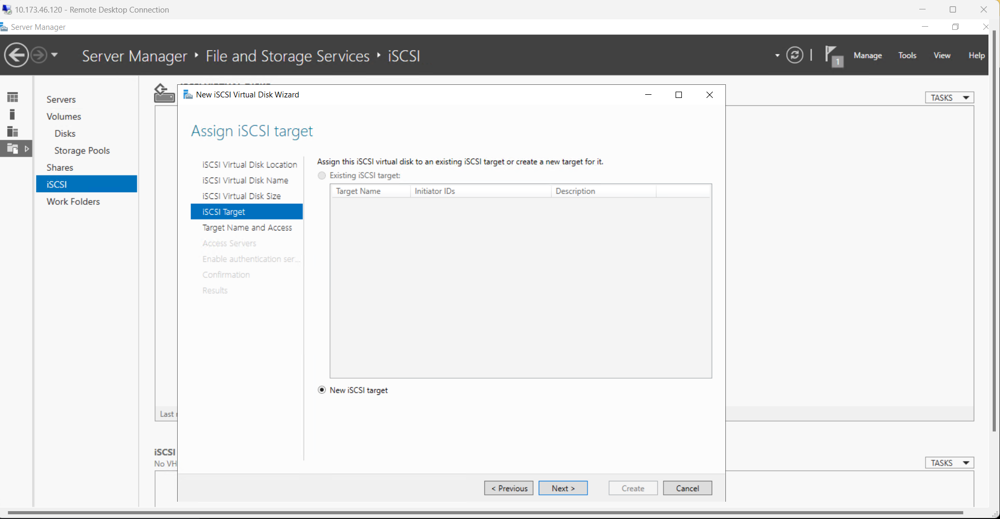 10.173.46.120 - Remote Desktop Connection
Server Manager
Server Manager ‣ File and Storage Services ‣ iSCSI
1
Manage
Tools
View
Help
Servers
Volumes
Disks
Storage Pools
Shares
iSCSI
Work Folders
TASKS
Last
iSCSI
No VH
TASKS
New iSCSI Virtual Disk Wizard
Assign iSCSI target
iSCSI Virtual Disk Location
iSCSI Virtual Disk Name
iSCSI Virtual Disk Size
iSCSI Target
Target Name and Access
Access Servers
Enable authentication ser...
Confirmation
Results
Assign this iSCSI virtual disk to an existing iSCSI target or create a new target for it.
Existing iSCSI target:
Target Name Initiator IDs Description
New iSCSI target
< Previous
Next >
Create
Cancel